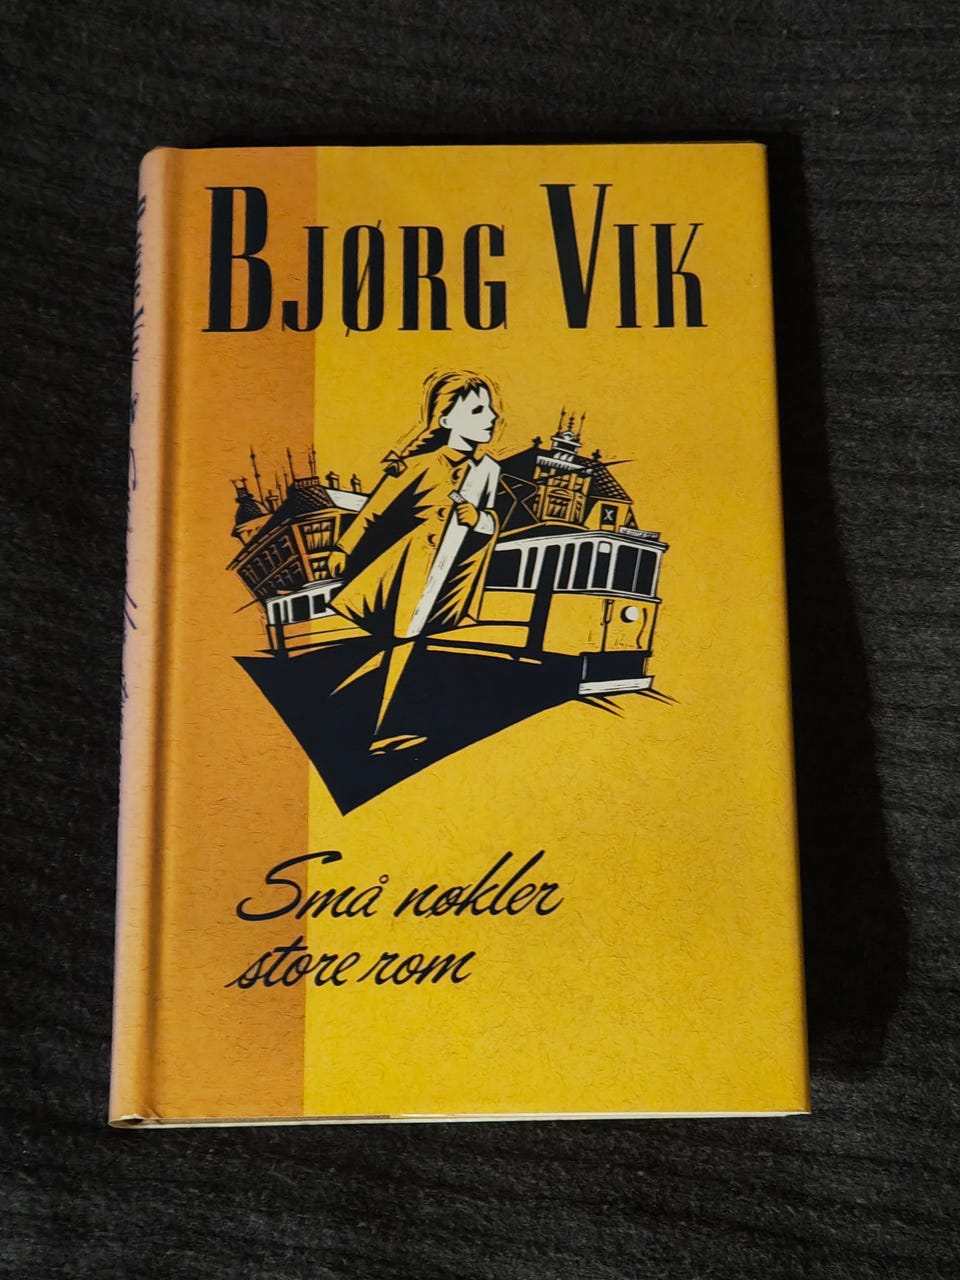 BJØRG VIK
Små nøkler
store rom